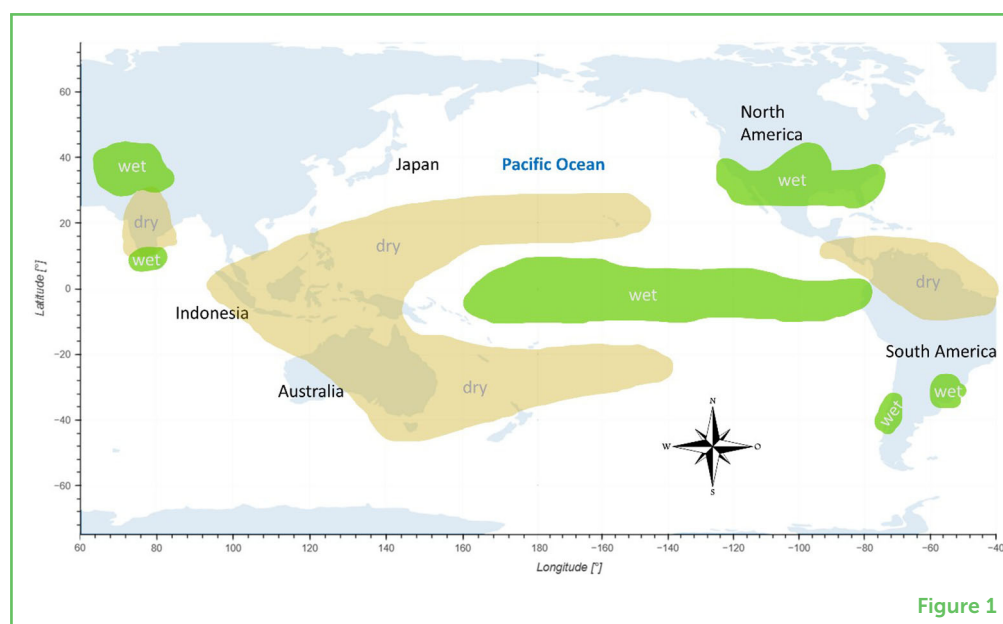 60
40
20
0
−20
−40
−60
Latitude [°]
60
80
100
120
140
160
180
−160
−140
−120
−100
−80
−60
−40
Longitude [°]
North
America
Japan
Pacific Ocean
wet
wet
dry
dry
wet
dry
wet
Indonesia
South America
Australia
dry
wet
wet
N
W
O
S
Figure 1